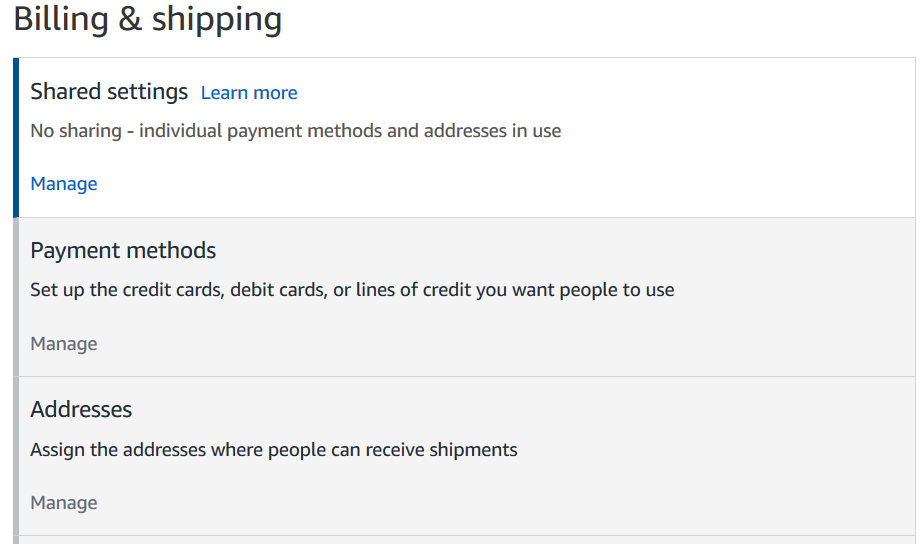 Billing & shipping
Shared settings Learn more
No sharing - individual payment methods and addresses in use
Manage
Payment methods
Set up the credit cards, debit cards, or lines of credit you want people to use
Manage
Addresses
Assign the addresses where people can receive shipments
Manage